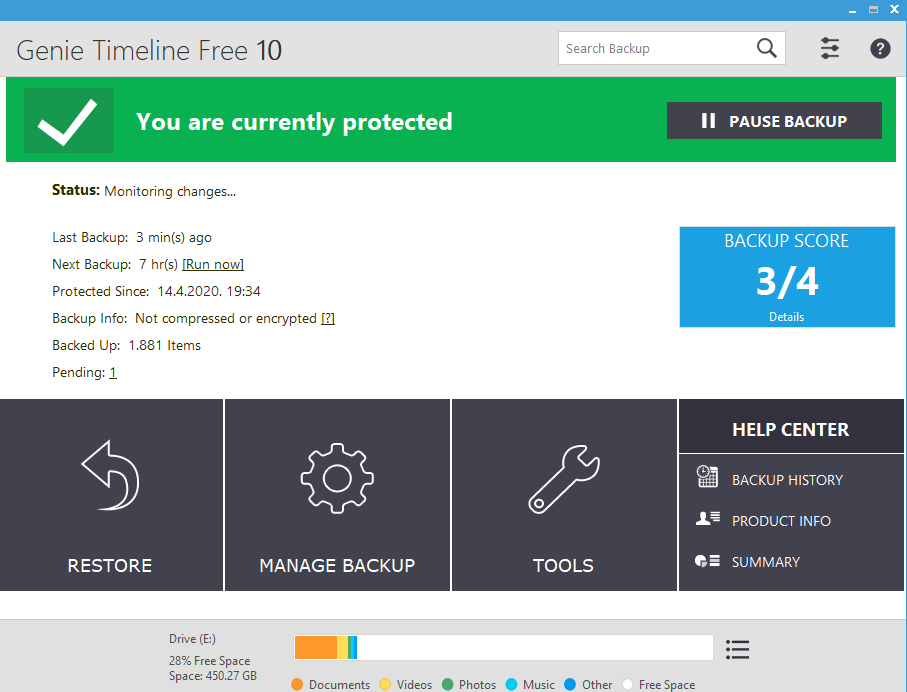 Genie Timeline Free 10
Search Backup
?
You are currently protected
PAUSE BACKUP
Status: Monitoring changes...
Last Backup: 3 min(s) ago
Next Backup: 7 hr(s) [Run now]
Protected Since: 14.4.2020. 19:34
Backup Info: Not compressed or encrypted [?]
Backed Up: 1.881 Items
Pending: 1
BACKUP SCORE
3/4
Details
RESTORE
MANAGE BACKUP
TOOLS
HELP CENTER
BACKUP HISTORY
PRODUCT INFO
SUMMARY
Drive (E:)
28% Free Space
Space: 450.27 GB
Documents Videos Photos Music Other Free Space